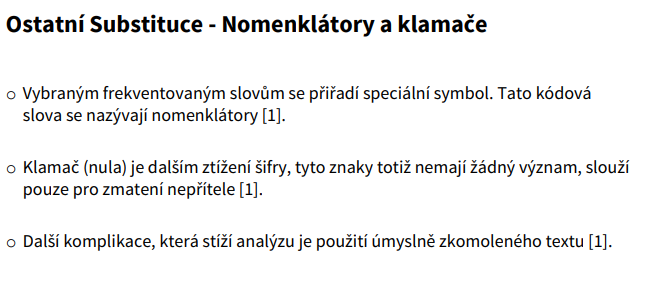 Ostatní Substituce - Nomenklátory a klamače
○ Vybraným frekventovaným slovům se přiřadí speciální symbol. Tato kódová
slova se nazývají nomenklátory [1].
○ Klamač (nula) je dalším ztížení šifry, tyto znaky totiž nemají žádný význam, slouží
pouze pro zmatení nepřítele [1].
○ Další komplikace, která stíží analýzu je použití úmyslně zkomoleného textu [1].